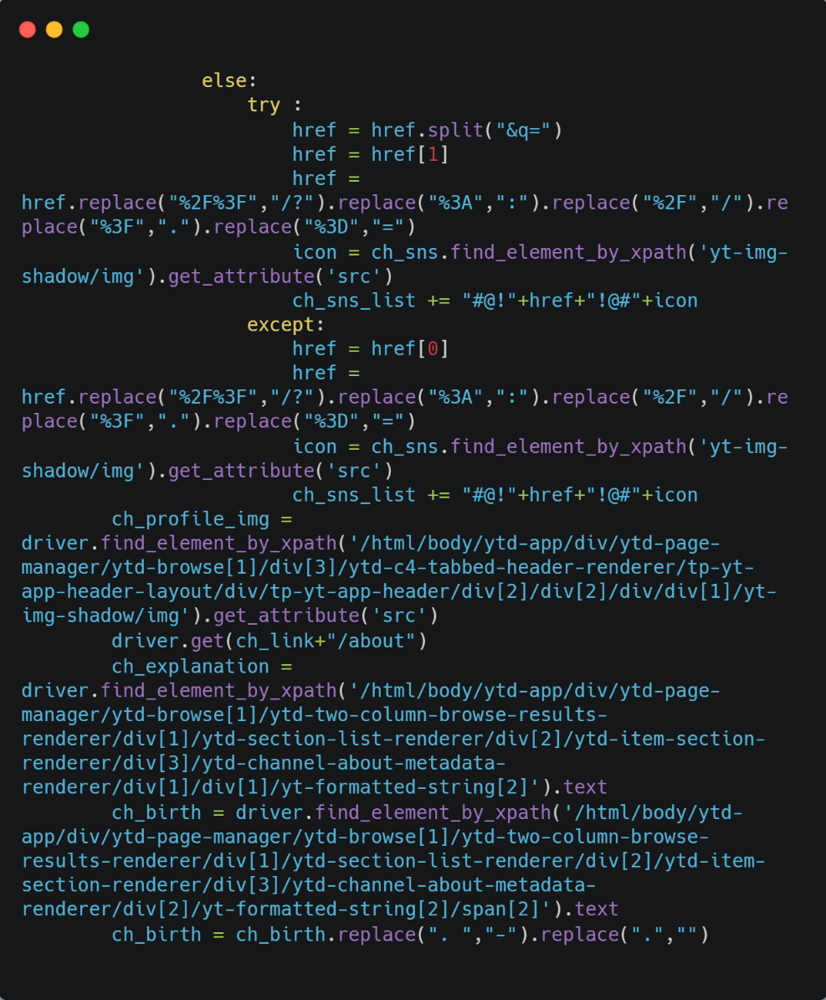 else:
try :
href = href.split("&q=")
href = href[1]
href =
href.replace("%2F%3F","/?").replace("%3A",":").replace("%2F","/").re
place("%3F",".").replace("%3D","=")
icon = ch_sns.find_element_by_xpath('yt-img-
shadow/img').get_attribute('src')
ch_sns_list += "#@!"+href+"!@#"+icon
except:
href = href[0]
href =
href.replace("%2F%3F","/?").replace("%3A",":").replace("%2F","/").re
place("%3F",".").replace("%3D","=")
icon = ch_sns.find_element_by_xpath('yt-img-
shadow/img').get_attribute('src')
ch_sns_list += "#@!"+href+"!@#"+icon
ch_profile_img =
driver.find_element_by_xpath('/html/body/ytd-app/div/ytd-page-
manager/ytd-browse[1]/div[3]/ytd-c4-tabbed-header-renderer/tp-yt-
app-header-layout/div/tp-yt-app-header/div[2]/div[2]/div/div[1]/yt-
img-shadow/img').get_attribute('src')
driver.get(ch_link+"/about")
ch_explanation =
driver.find_element_by_xpath('/html/body/ytd-app/div/ytd-page-
manager/ytd-browse[1]/ytd-two-column-browse-results-
renderer/div[1]/ytd-section-list-renderer/div[2]/ytd-item-section-
renderer/div[3]/ytd-channel-about-metadata-
renderer/div[1]/div[1]/yt-formatted-string[2]').text
ch_birth = driver.find_element_by_xpath('/html/body/ytd-
app/div/ytd-page-manager/ytd-browse[1]/ytd-two-column-browse-
results-renderer/div[1]/ytd-section-list-renderer/div[2]/ytd-item-
section-renderer/div[3]/ytd-channel-about-metadata-
renderer/div[2]/yt-formatted-string[2]/span[2]').text
ch_birth = ch_birth.replace(". ","-").replace(".","")